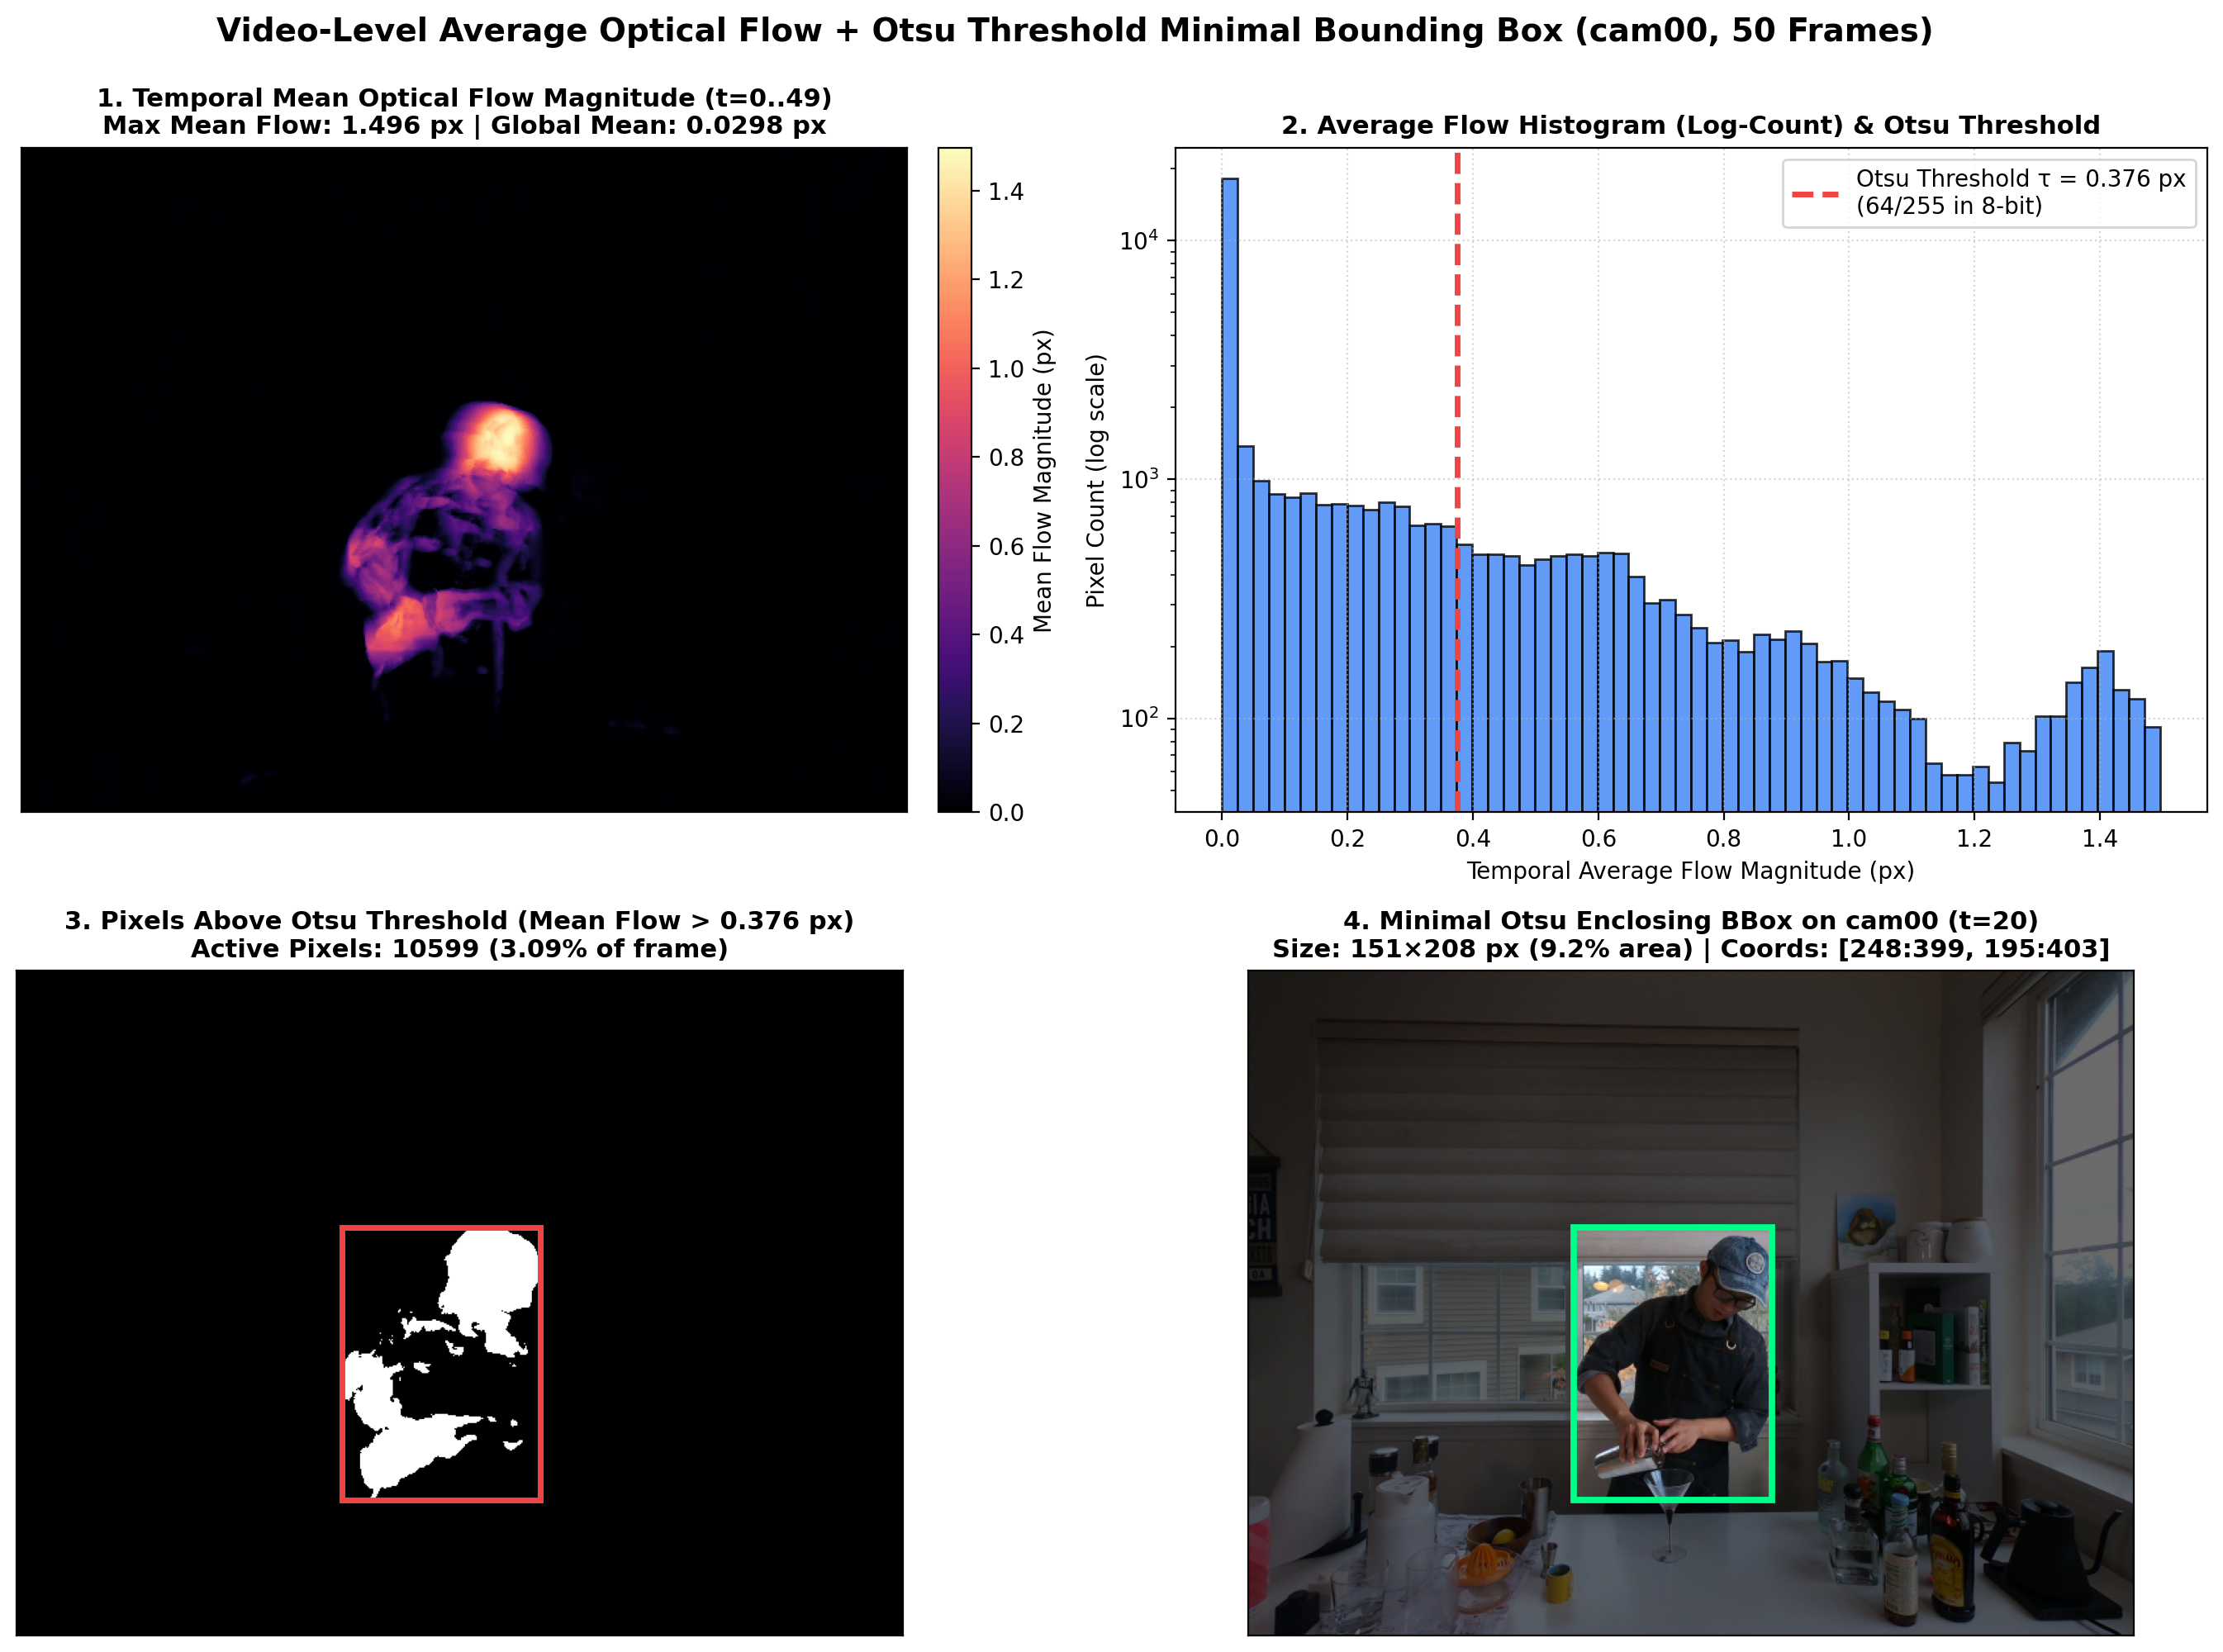 Video-Level Average Optical Flow + Otsu Threshold Minimal Bounding Box (cam00, 50 Frames)
1. Temporal Mean Optical Flow Magnitude (t=0..49)
Max Mean Flow: 1.496 px | Global Mean: 0.0298 px
1.4
1.2
1.0
0.8
0.6
0.4
0.2
0.0
Mean Flow Magnitude (px)
2. Average Flow Histogram (Log-Count) & Otsu Threshold
Otsu Threshold τ = 0.376 px
(64/255 in 8-bit)
10⁴
10³
10²
Pixel Count (log scale)
0.0 0.2 0.4 0.6 0.8 1.0 1.2 1.4
Temporal Average Flow Magnitude (px)
3. Pixels Above Otsu Threshold (Mean Flow > 0.376 px)
Active Pixels: 10599 (3.09% of frame)
4. Minimal Otsu Enclosing BBox on cam00 (t=20)
Size: 151×208 px (9.2% area) | Coords: [248:399, 195:403]